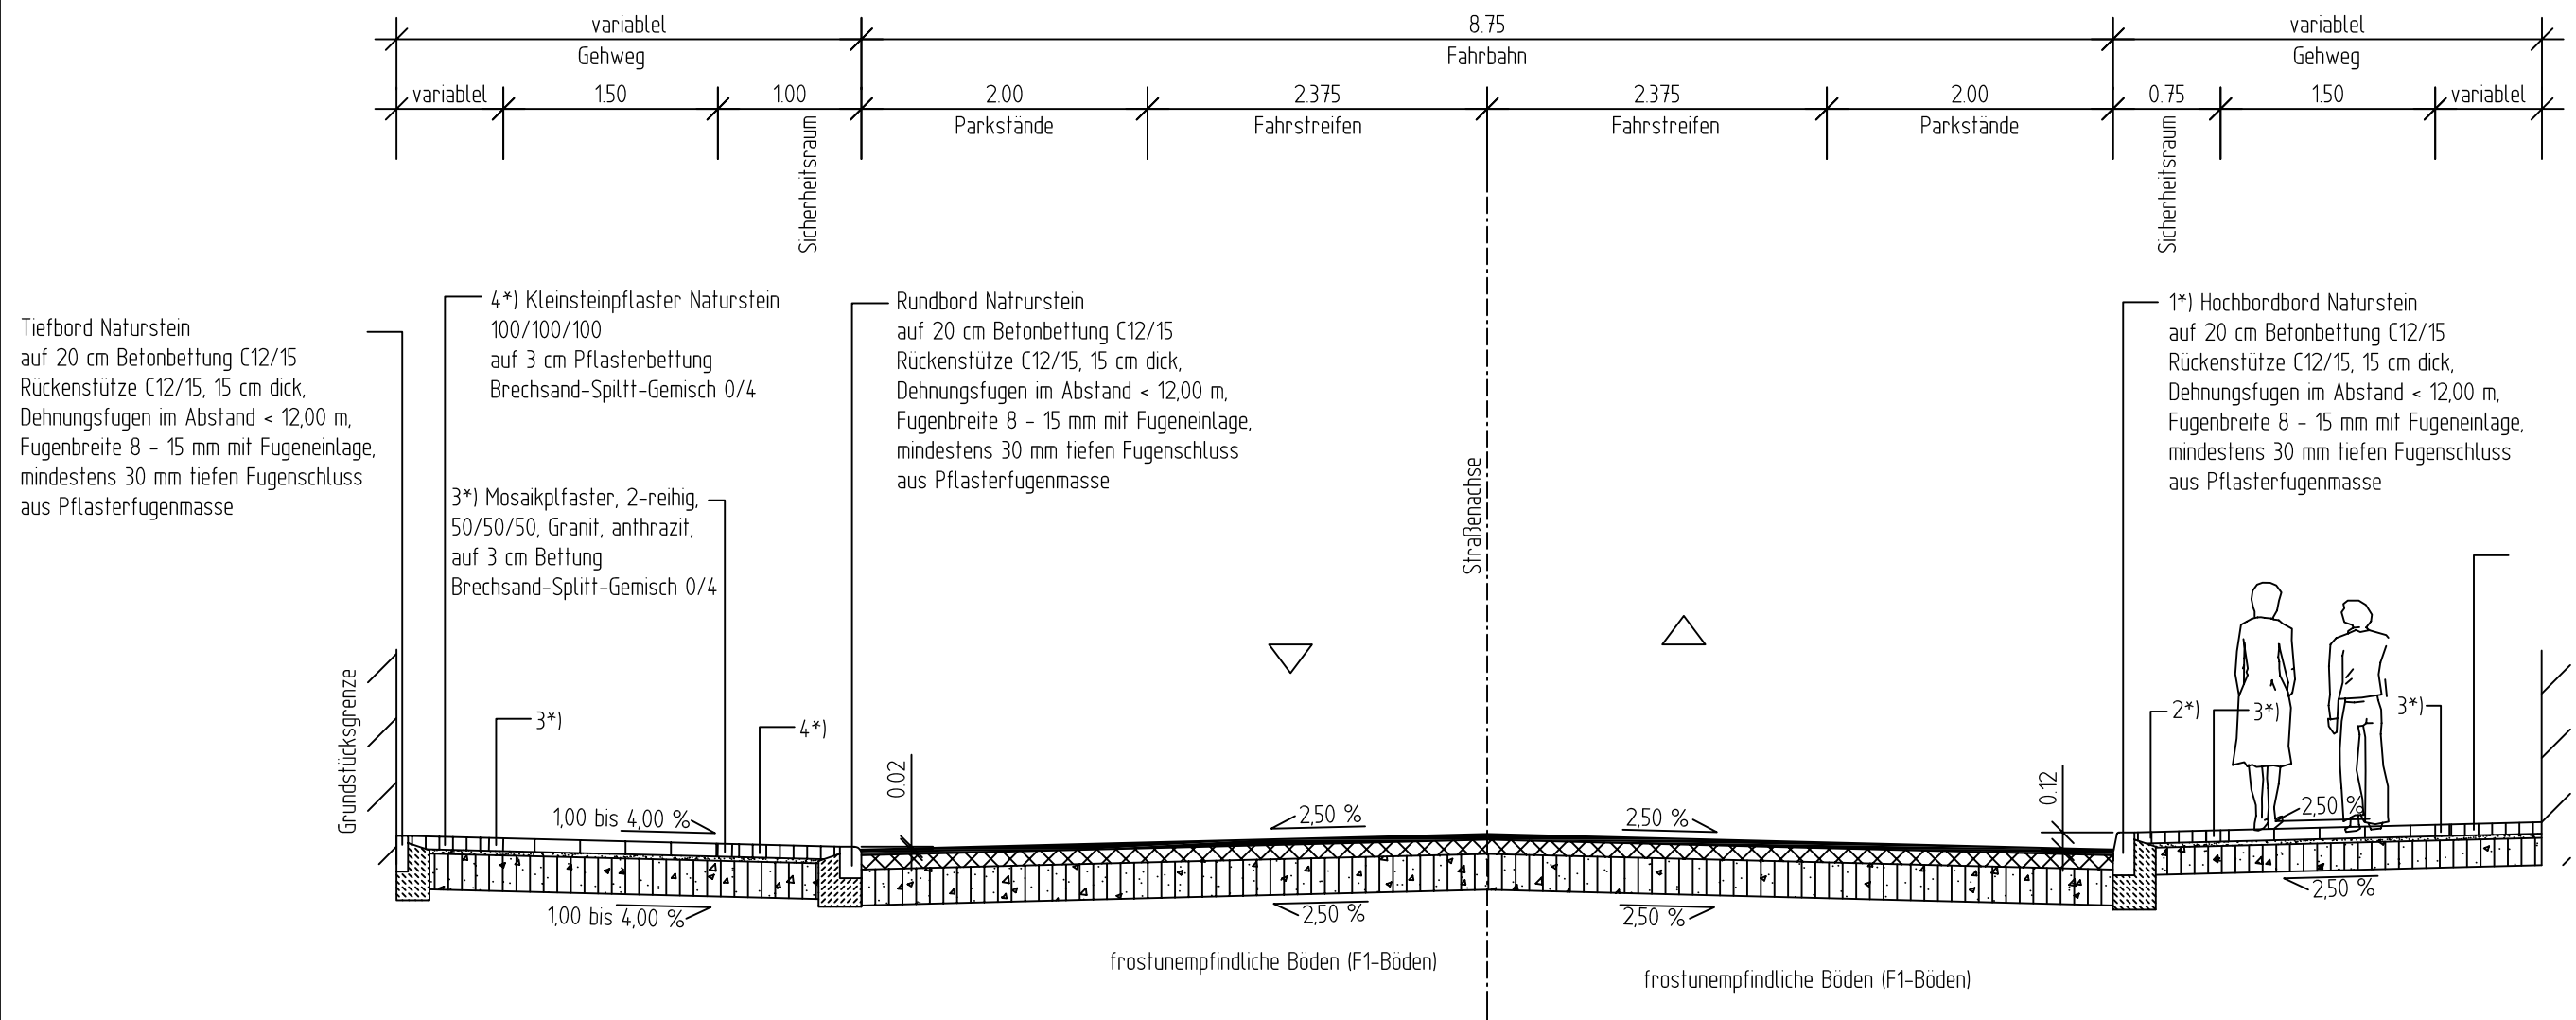 variablel
8.75
variablel
Gehweg
Fahrbahn
Gehweg
variablel
1.50
1.00
2.00
2.375
2.375
2.00
0.75
1.50
variablel
Sicherheitsraum
Parkstände
Fahrstreifen
Fahrstreifen
Parkstände
Sicherheitsraum
Tiefbord Naturstein
auf 20 cm Betonbettung C12/15
Rückenstütze C12/15, 15 cm dick,
Dehnungsfugen im Abstand < 12,00 m,
Fugenbreite 8 - 15 mm mit Fugeneinlage,
mindestens 30 mm tiefen Fugenschluss
aus Pflasterfugenmasse
4*) Kleinsteinpflaster Naturstein
100/100/100
auf 3 cm Pflasterbettung
Brechsand-Spiltt-Gemisch 0/4
3*) Mosaikplfaster, 2-reihig,
50/50/50, Granit, anthrazit,
auf 3 cm Bettung
Brechsand-Splitt-Gemisch 0/4
Rundbord Natrurstein
auf 20 cm Betonbettung C12/15
Rückenstütze C12/15, 15 cm dick,
Dehnungsfugen im Abstand < 12,00 m,
Fugenbreite 8 - 15 mm mit Fugeneinlage,
mindestens 30 mm tiefen Fugenschluss
aus Pflasterfugenmasse
Straßenachse
1*) Hochbordbord Naturstein
auf 20 cm Betonbettung C12/15
Rückenstütze C12/15, 15 cm dick,
Dehnungsfugen im Abstand < 12,00 m,
Fugenbreite 8 - 15 mm mit Fugeneinlage,
mindestens 30 mm tiefen Fugenschluss
aus Pflasterfugenmasse
Grundstücksgrenze
3*)
4*)
2*)
3*)
3*)
0.02
0.12
1,00 bis 4,00 %
2,50 %
2,50 %
2,50 %
1,00 bis 4,00 %
2,50 %
2,50 %
2,50 %
frostunempfindliche Böden (F1-Böden)
frostunempfindliche Böden (F1-Böden)